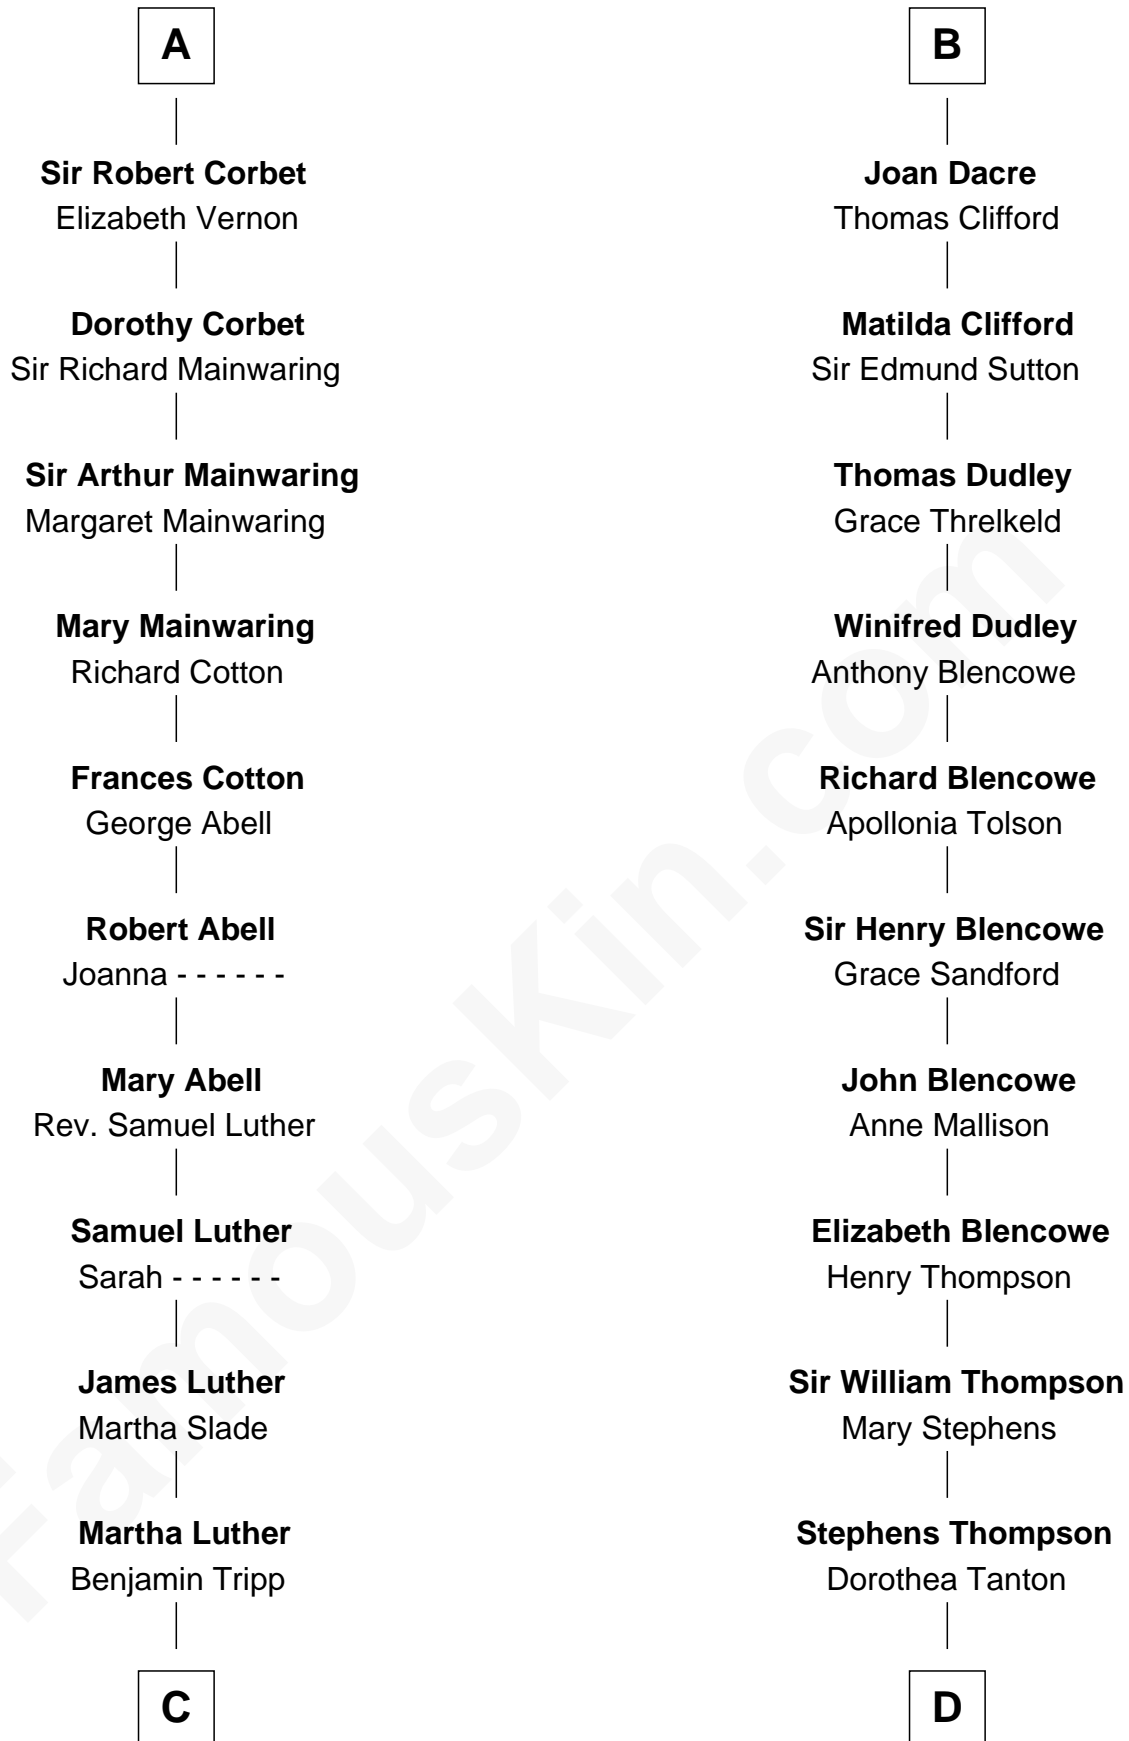 A
Sir Robert Corbet
Elizabeth Vernon
Dorothy Corbet
Sir Richard Mainwaring
Sir Arthur Mainwaring
Margaret Mainwaring
Mary Mainwaring
Richard Cotton
Frances Cotton
George Abell
Robert Abell
Joanna - - - - - -
Mary Abell
Rev. Samuel Luther
Samuel Luther
Sarah - - - - - -
James Luther
Martha Slade
Martha Luther
Benjamin Tripp
C
B
Joan Dacre
Thomas Clifford
Matilda Clifford
Sir Edmund Sutton
Thomas Dudley
Grace Threlkeld
Winifred Dudley
Anthony Blencowe
Richard Blencowe
Apollonia Tolson
Sir Henry Blencowe
Grace Sandford
John Blencowe
Anne Mallison
Elizabeth Blencowe
Henry Thompson
Sir William Thompson
Mary Stephens
Stephens Thompson
Dorothea Tanton
D
FamousKin.com